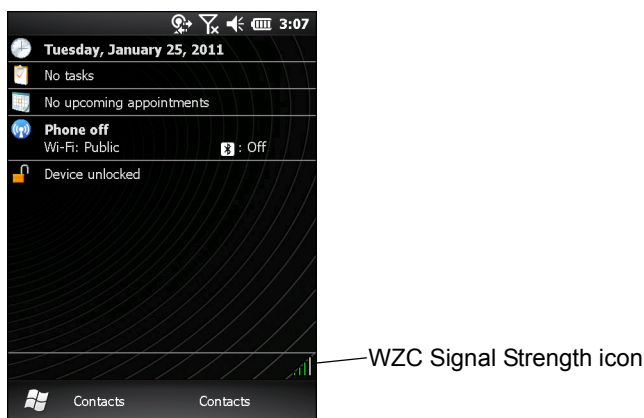 3:07
Tuesday, January 25, 2011
No tasks
No upcoming appointments
Phone off
Wi-Fi: Public : Off
Device unlocked
WZC Signal Strength icon
Contacts Contacts